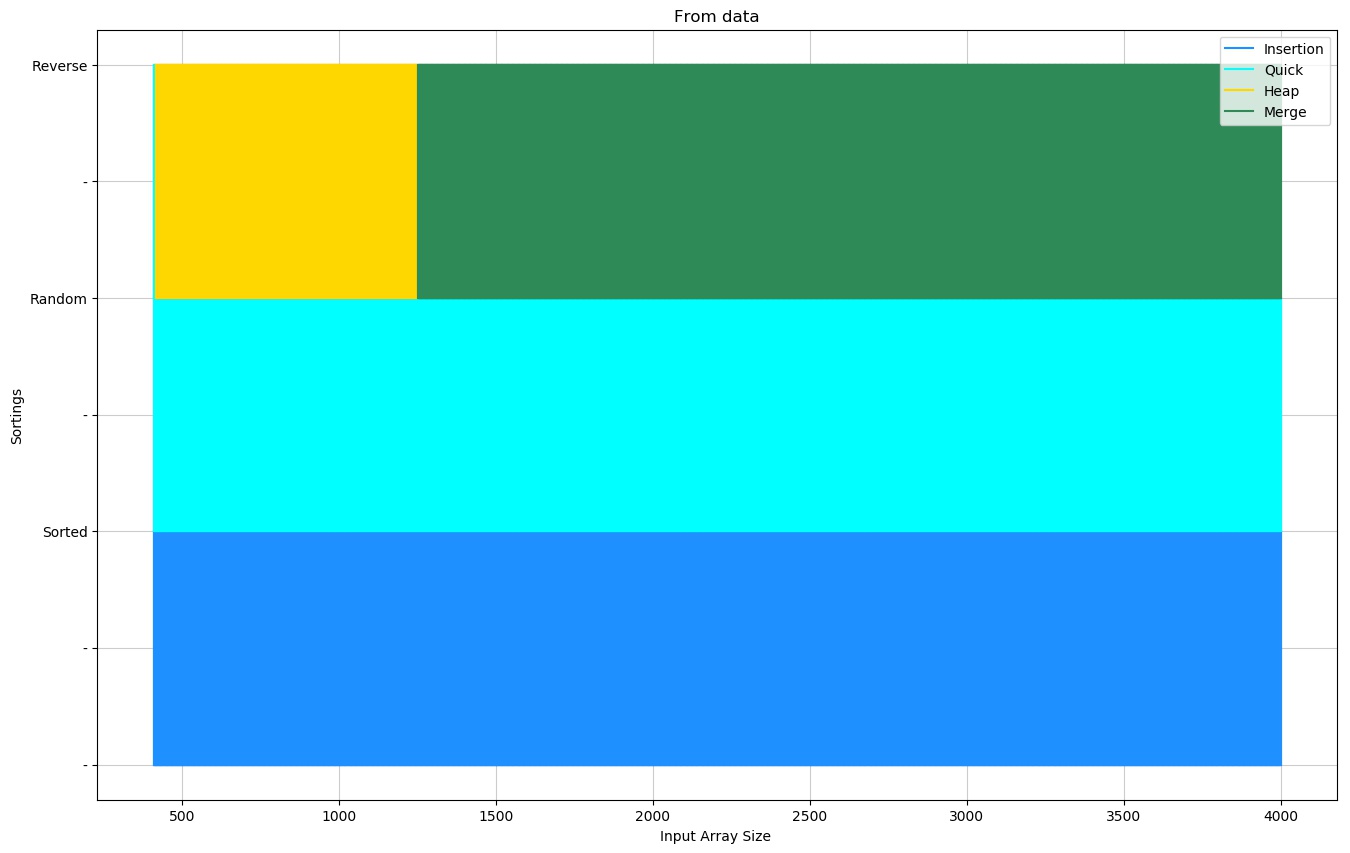 From data
Insertion
Quick
Heap
Merge
Reverse
-
Random
-
Sorted
-
-
Sortings
500 1000 1500 2000 2500 3000 3500 4000
Input Array Size